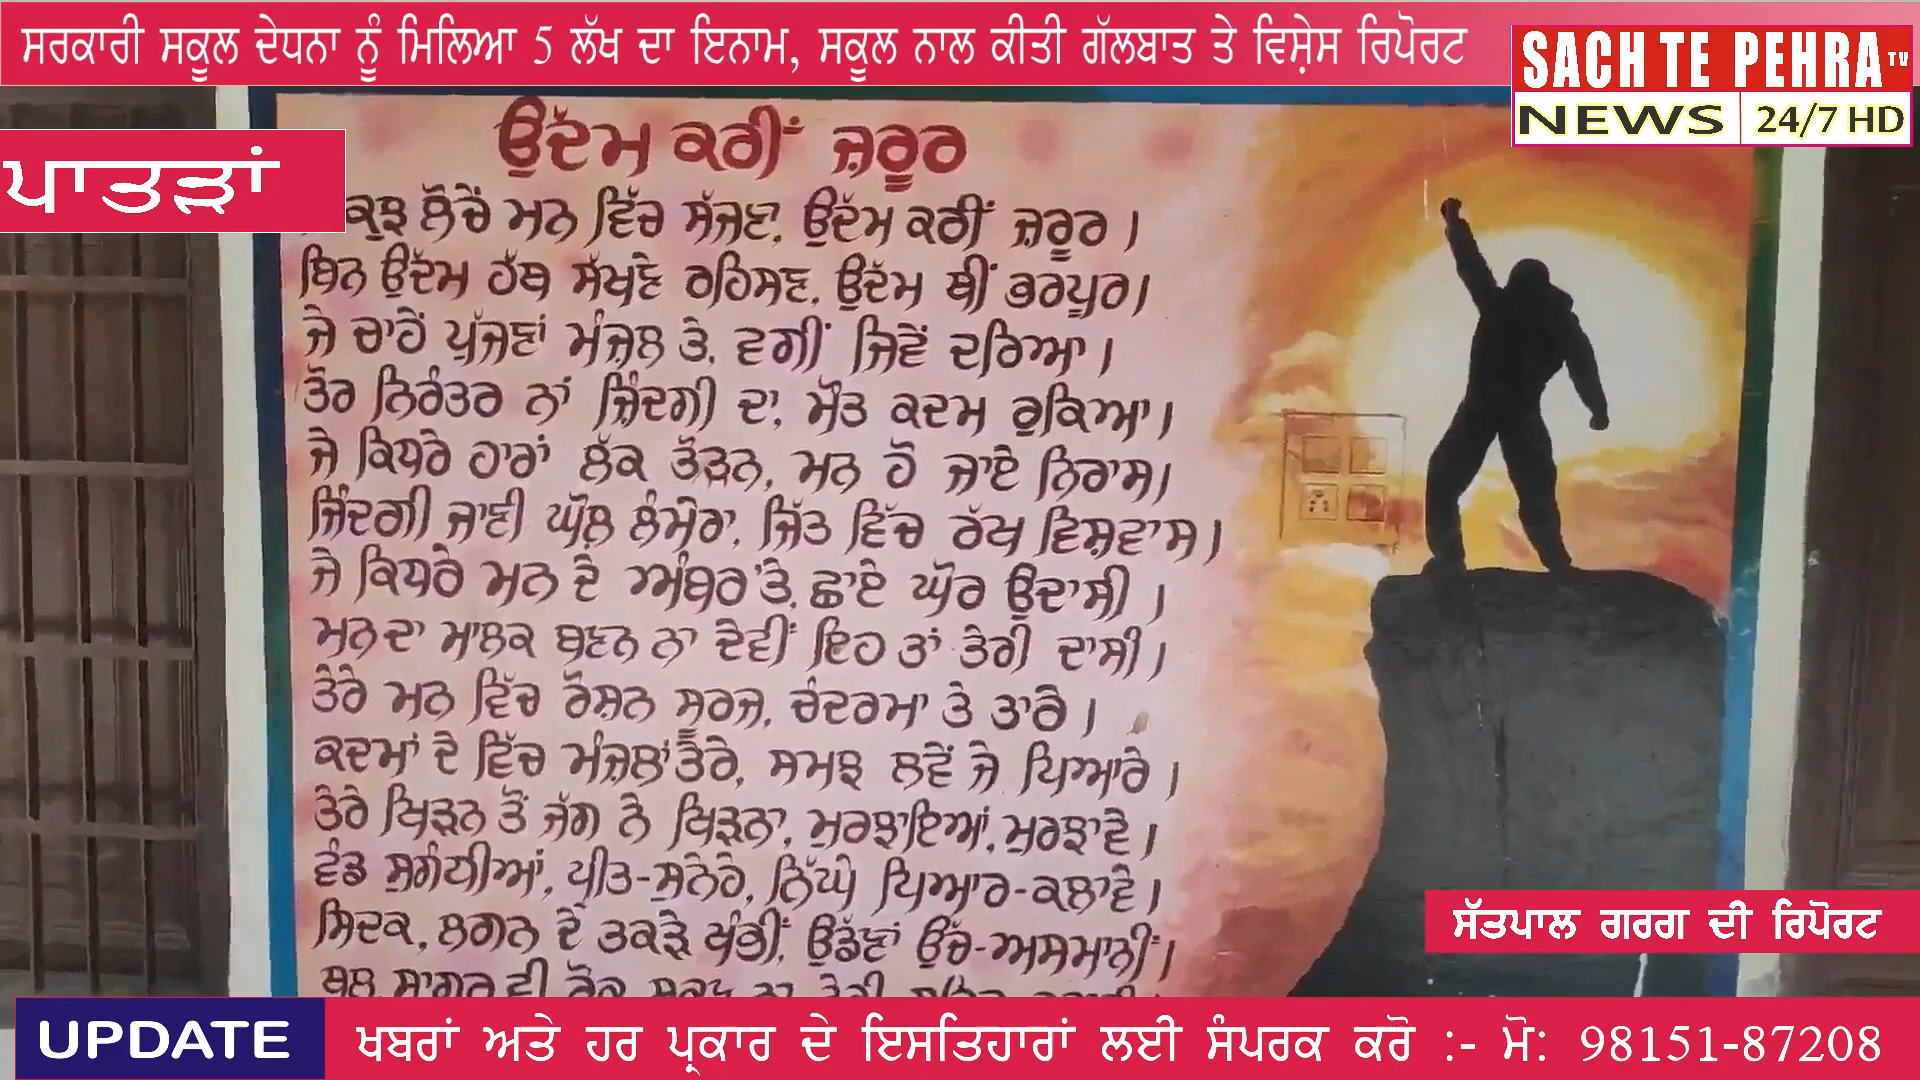 ਸਰਕਾਰੀ ਸਕੂਲ ਦੇਧਨਾ ਨੂੰ ਮਿਲਿਆ 5 ਲੱਖ ਦਾ ਇਨਾਮ, ਸਕੂਲ ਨਾਲ ਕੀਤੀ ਗੱਲਬਾਤ ਤੇ ਵਿਸ਼ੇਸ ਰਿਪੋਰਟ
SACH TE PEHRA TV
NEWS 24/7 HD
ਪਾਤੜਾਂ
ਉੱਦਮ ਕਰੀਂ ਜ਼ਰੂਰ
ਕੁਝ ਲੋਚੇਂ ਮਨ ਵਿੱਚ ਸੱਜਣਾ, ਉੱਦਮ ਕਰੀਂ ਜ਼ਰੂਰ।
ਬਿਨ ਉੱਦਮ ਹੱਥ ਸੱਖਣੇ ਰਹਿਸਣ, ਉੱਦਮ ਥੀਂ ਭਰਪੂਰ।
ਜੇ ਚਾਹੇਂ ਪੁੱਜਣਾਂ ਮੰਜ਼ਲ ਤੇ, ਵਗੀਂ ਜਿਵੇਂ ਦਰਿਆ।
ਤੋਰ ਨਿਰੰਤਰ ਨਾਂ ਜ਼ਿੰਦਗੀ ਦਾ, ਮੌਤ ਕਦਮ ਰੁਕਿਆ।
ਜੇ ਕਿਧਰੇ ਹਾਰਾਂ ਲੱਕ ਤੋੜਨ, ਮਨ ਹੋ ਜਾਏ ਨਿਰਾਸ।
ਜ਼ਿੰਦਗੀ ਜਾਣੀ ਘੋਲ਼ ਲੰਮੇਰਾ, ਜਿੱਤ ਵਿੱਚ ਰੱਖ ਵਿਸ਼ਵਾਸ।
ਜੇ ਕਿਧਰੇ ਮਨ ਦੇ ਅੰਬਰ 'ਤੇ, ਛਾਏ ਘੋਰ ਉਦਾਸੀ।
ਮਨ ਦਾ ਮਾਲਕ ਬਣਨ ਨਾ ਦੇਵੀਂ ਇਹ ਤਾਂ ਤੇਰੀ ਦਾਸੀ।
ਤੇਰੇ ਮਨ ਵਿੱਚ ਰੋਸ਼ਨ ਸੂਰਜ, ਚੰਦਰਮਾ ਤੇ ਤਾਰੇ।
ਕਦਮਾਂ ਦੇ ਵਿੱਚ ਮੰਜ਼ਲਾਂ ਤੇਰੇ, ਸਮਝ ਲਵੇਂ ਜੇ ਪਿਆਰੇ।
ਤੇਰੇ ਖਿੜਨ ਤੋਂ ਜੱਗ ਨੇ ਖਿੜਨਾ, ਮੁਰਝਾਇਆਂ, ਮੁਰਝਾਵੇ।
ਵੰਡ ਸੁਗੰਧੀਆਂ, ਪ੍ਰੀਤ-ਸੁਨੇਹੇ, ਨਿੱਘੇ ਪਿਆਰ-ਕਲਾਵੇ।
ਸਿਦਕ, ਲਗਨ ਦੇ ਤਕੜੇ ਖੰਭੀਂ, ਉੱਡਣਾਂ ਉੱਚ-ਅਸਮਾਨੀਂ।
ਸੱਤਪਾਲ ਗਰਗ ਦੀ ਰਿਪੋਰਟ
UPDATE ਖਬਰਾਂ ਅਤੇ ਹਰ ਪ੍ਰਕਾਰ ਦੇ ਇਸਤਿਹਾਰਾਂ ਲਈ ਸੰਪਰਕ ਕਰੋ :- ਮੋ: 98151-87208